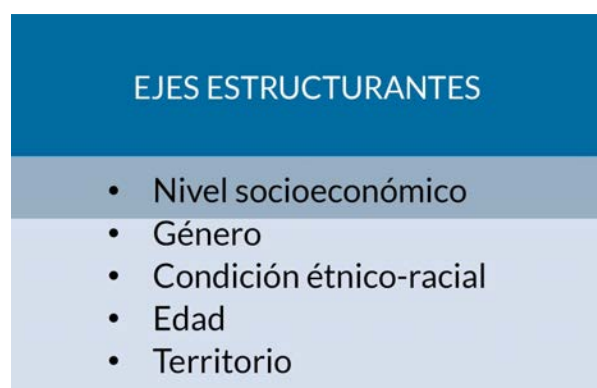 EJES ESTRUCTURANTES
• Nivel socioeconómico
• Género
• Condición étnico-racial
• Edad
• Territorio